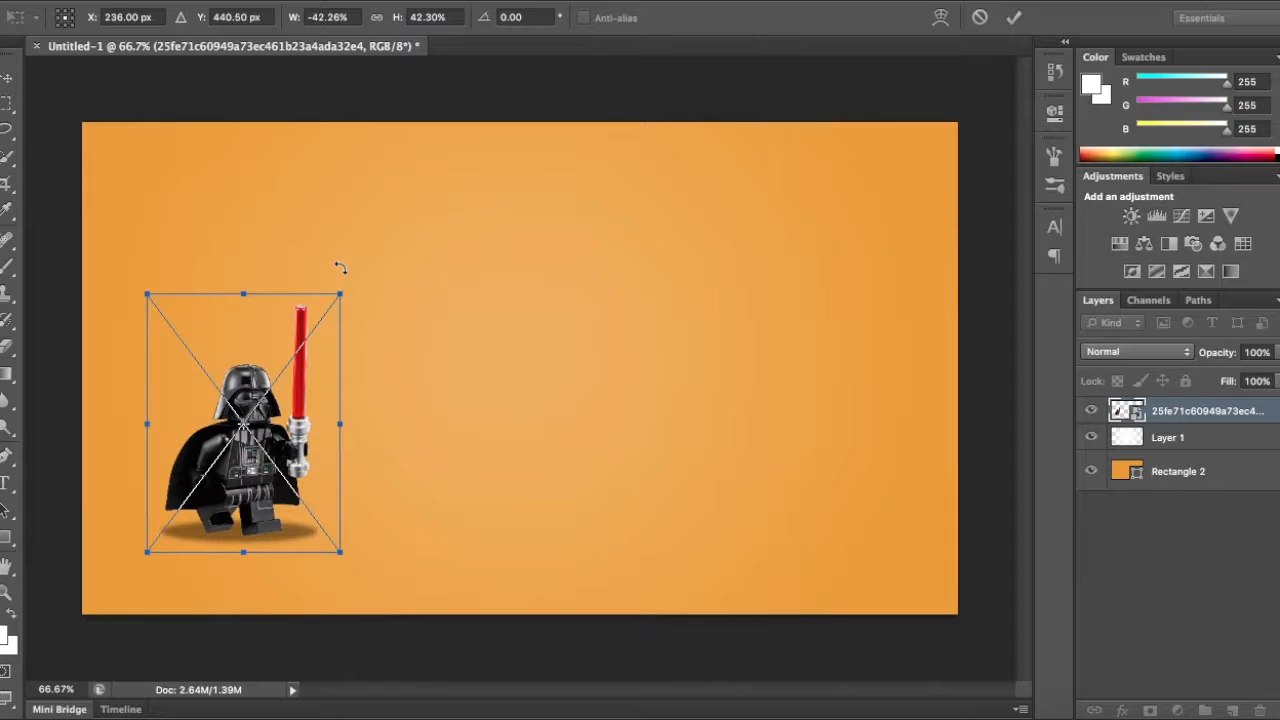 X: 236.00 px Y: 440.50 px W: -42.26% H: 42.30% 0.00 ° Anti-alias Essentials
× Untitled-1 @ 66.7% (25fe71c60949a73ec461b23a4ada32e4, RGB/8*) *
Color Swatches
R 255
G 255
B 255
Adjustments Styles
Add an adjustment
Layers Channels Paths
Kind
Normal Opacity: 100%
Lock: Fill: 100%
25fe71c60949a73ec4...
Layer 1
Rectangle 2
66.67% Doc: 2.64M/1.39M
Mini Bridge Timeline